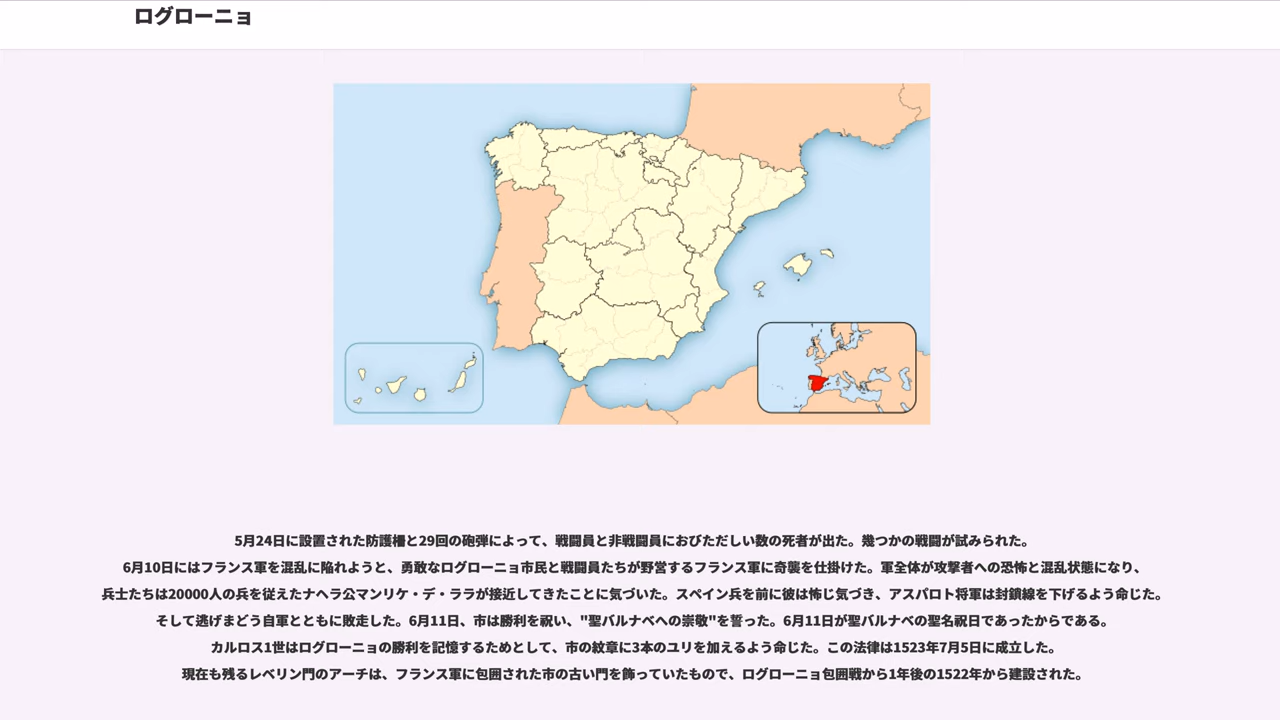 ログローニョ
5月24日に設置された防護柵と29回の砲弾によって、戦闘員と非戦闘員におびただしい数の死者が出た。幾つかの戦闘が試みられた。
6月10日にはフランス軍を混乱に陥れようと、勇敢なログローニョ市民と戦闘員たちが野営するフランス軍に奇襲を仕掛けた。軍全体が攻撃者への恐怖と混乱状態になり、
兵士たちは20000人の兵を従えたナヘラ公マンリケ・デ・ララが接近してきたことに気づいた。スペイン兵を前に彼は怖じ気づき、アスパロト将軍は封鎖線を下げるよう命じた。
そして逃げまどう自軍とともに敗走した。6月11日、市は勝利を祝い、"聖バルナベへの崇敬"を誓った。6月11日が聖バルナベの聖名祝日であったからである。
カルロス1世はログローニョの勝利を記憶するためとして、市の紋章に3本のユリを加えるよう命じた。この法律は1523年7月5日に成立した。
現在も残るレベリン門のアーチは、フランス軍に包囲された市の古い門を飾っていたもので、ログローニョ包囲戦から1年後の1522年から建設された。